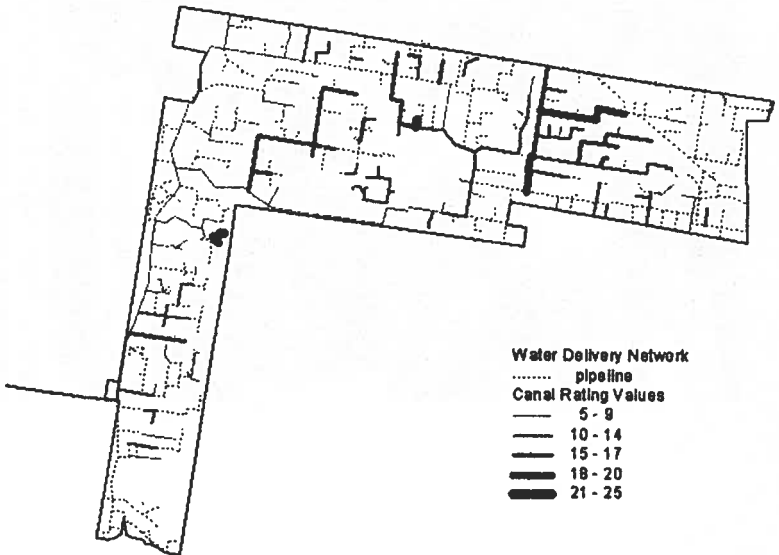 Water Delivery Network
pipeline
Canal Rating Values
5 - 9
10 - 14
15 - 17
18 - 20
21 - 25